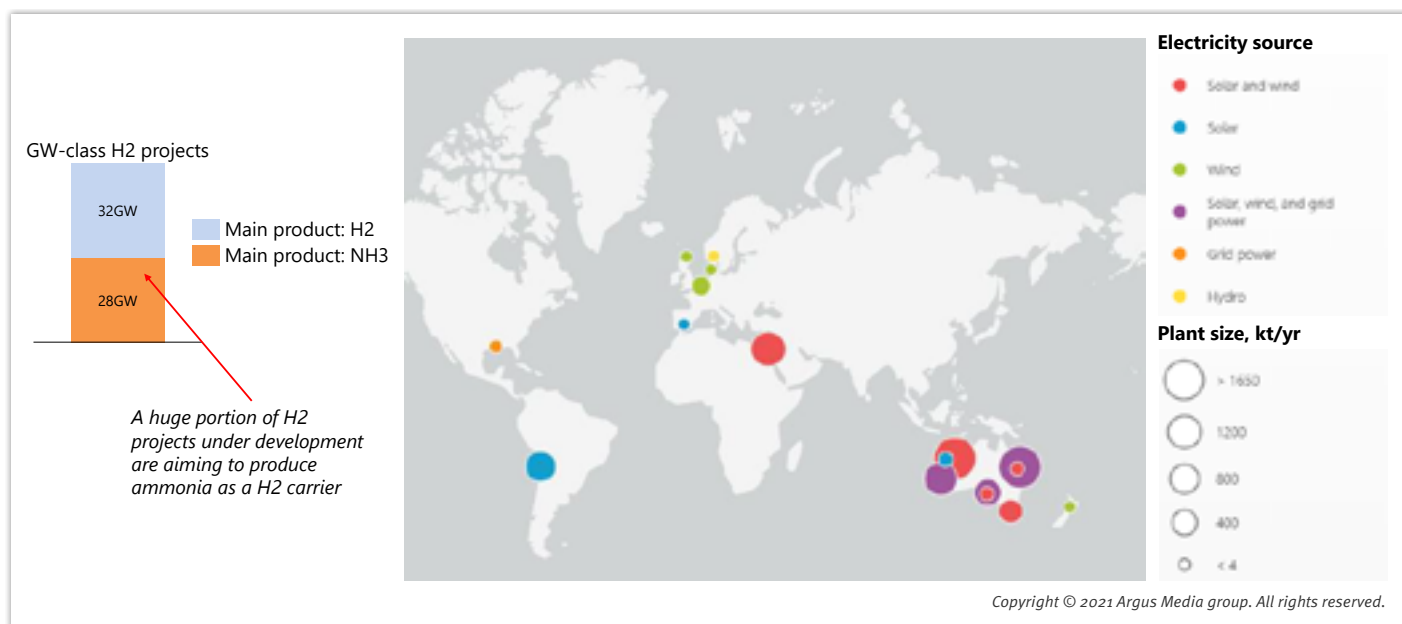 GW-class H2 projects
32GW
28GW
Main product: H2
Main product: NH3
A huge portion of H2
projects under development
are aiming to produce
ammonia as a H2 carrier
Electricity source
Solar and wind
Solar
Wind
Solar, wind, and grid
power
Grid power
Hydro
Plant size, kt/yr
> 1650
1200
800
400
< 4
Copyright © 2021 Argus Media group. All rights reserved.